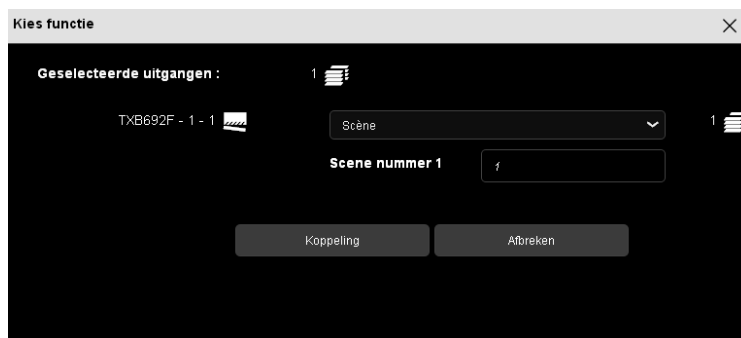 Kies functie
Geselecteerde uitgangen : 1
TXB692F - 1 - 1 Scène 1
Scene nummer 1 1
Koppeling Afbreken